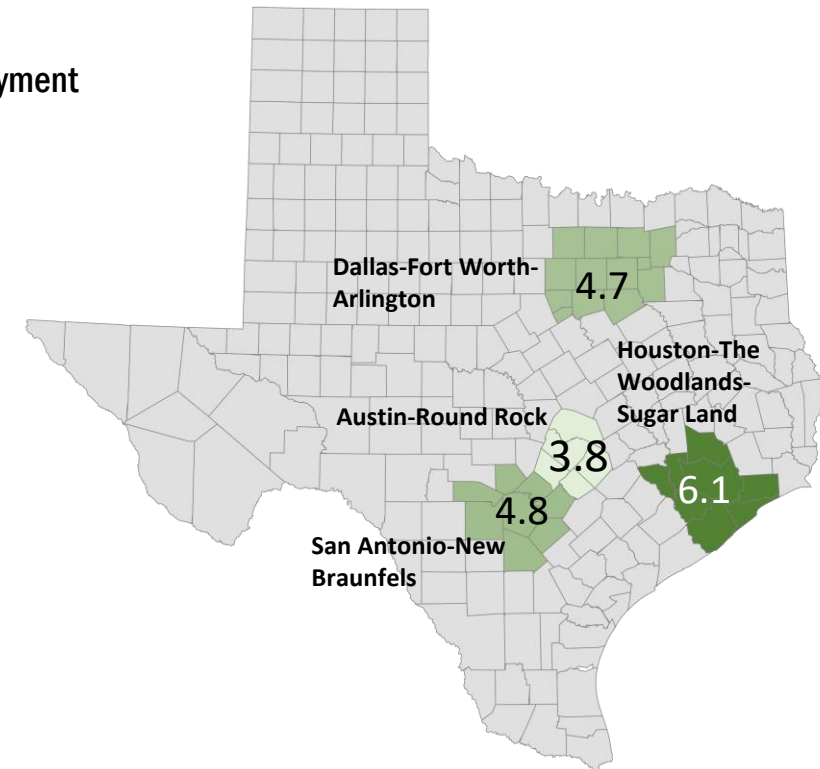 yment
Dallas-Fort Worth-
Arlington
4.7
Houston-The
Woodlands-
Sugar Land
Austin-Round Rock
3.8
6.1
4.8
San Antonio-New
Braunfels